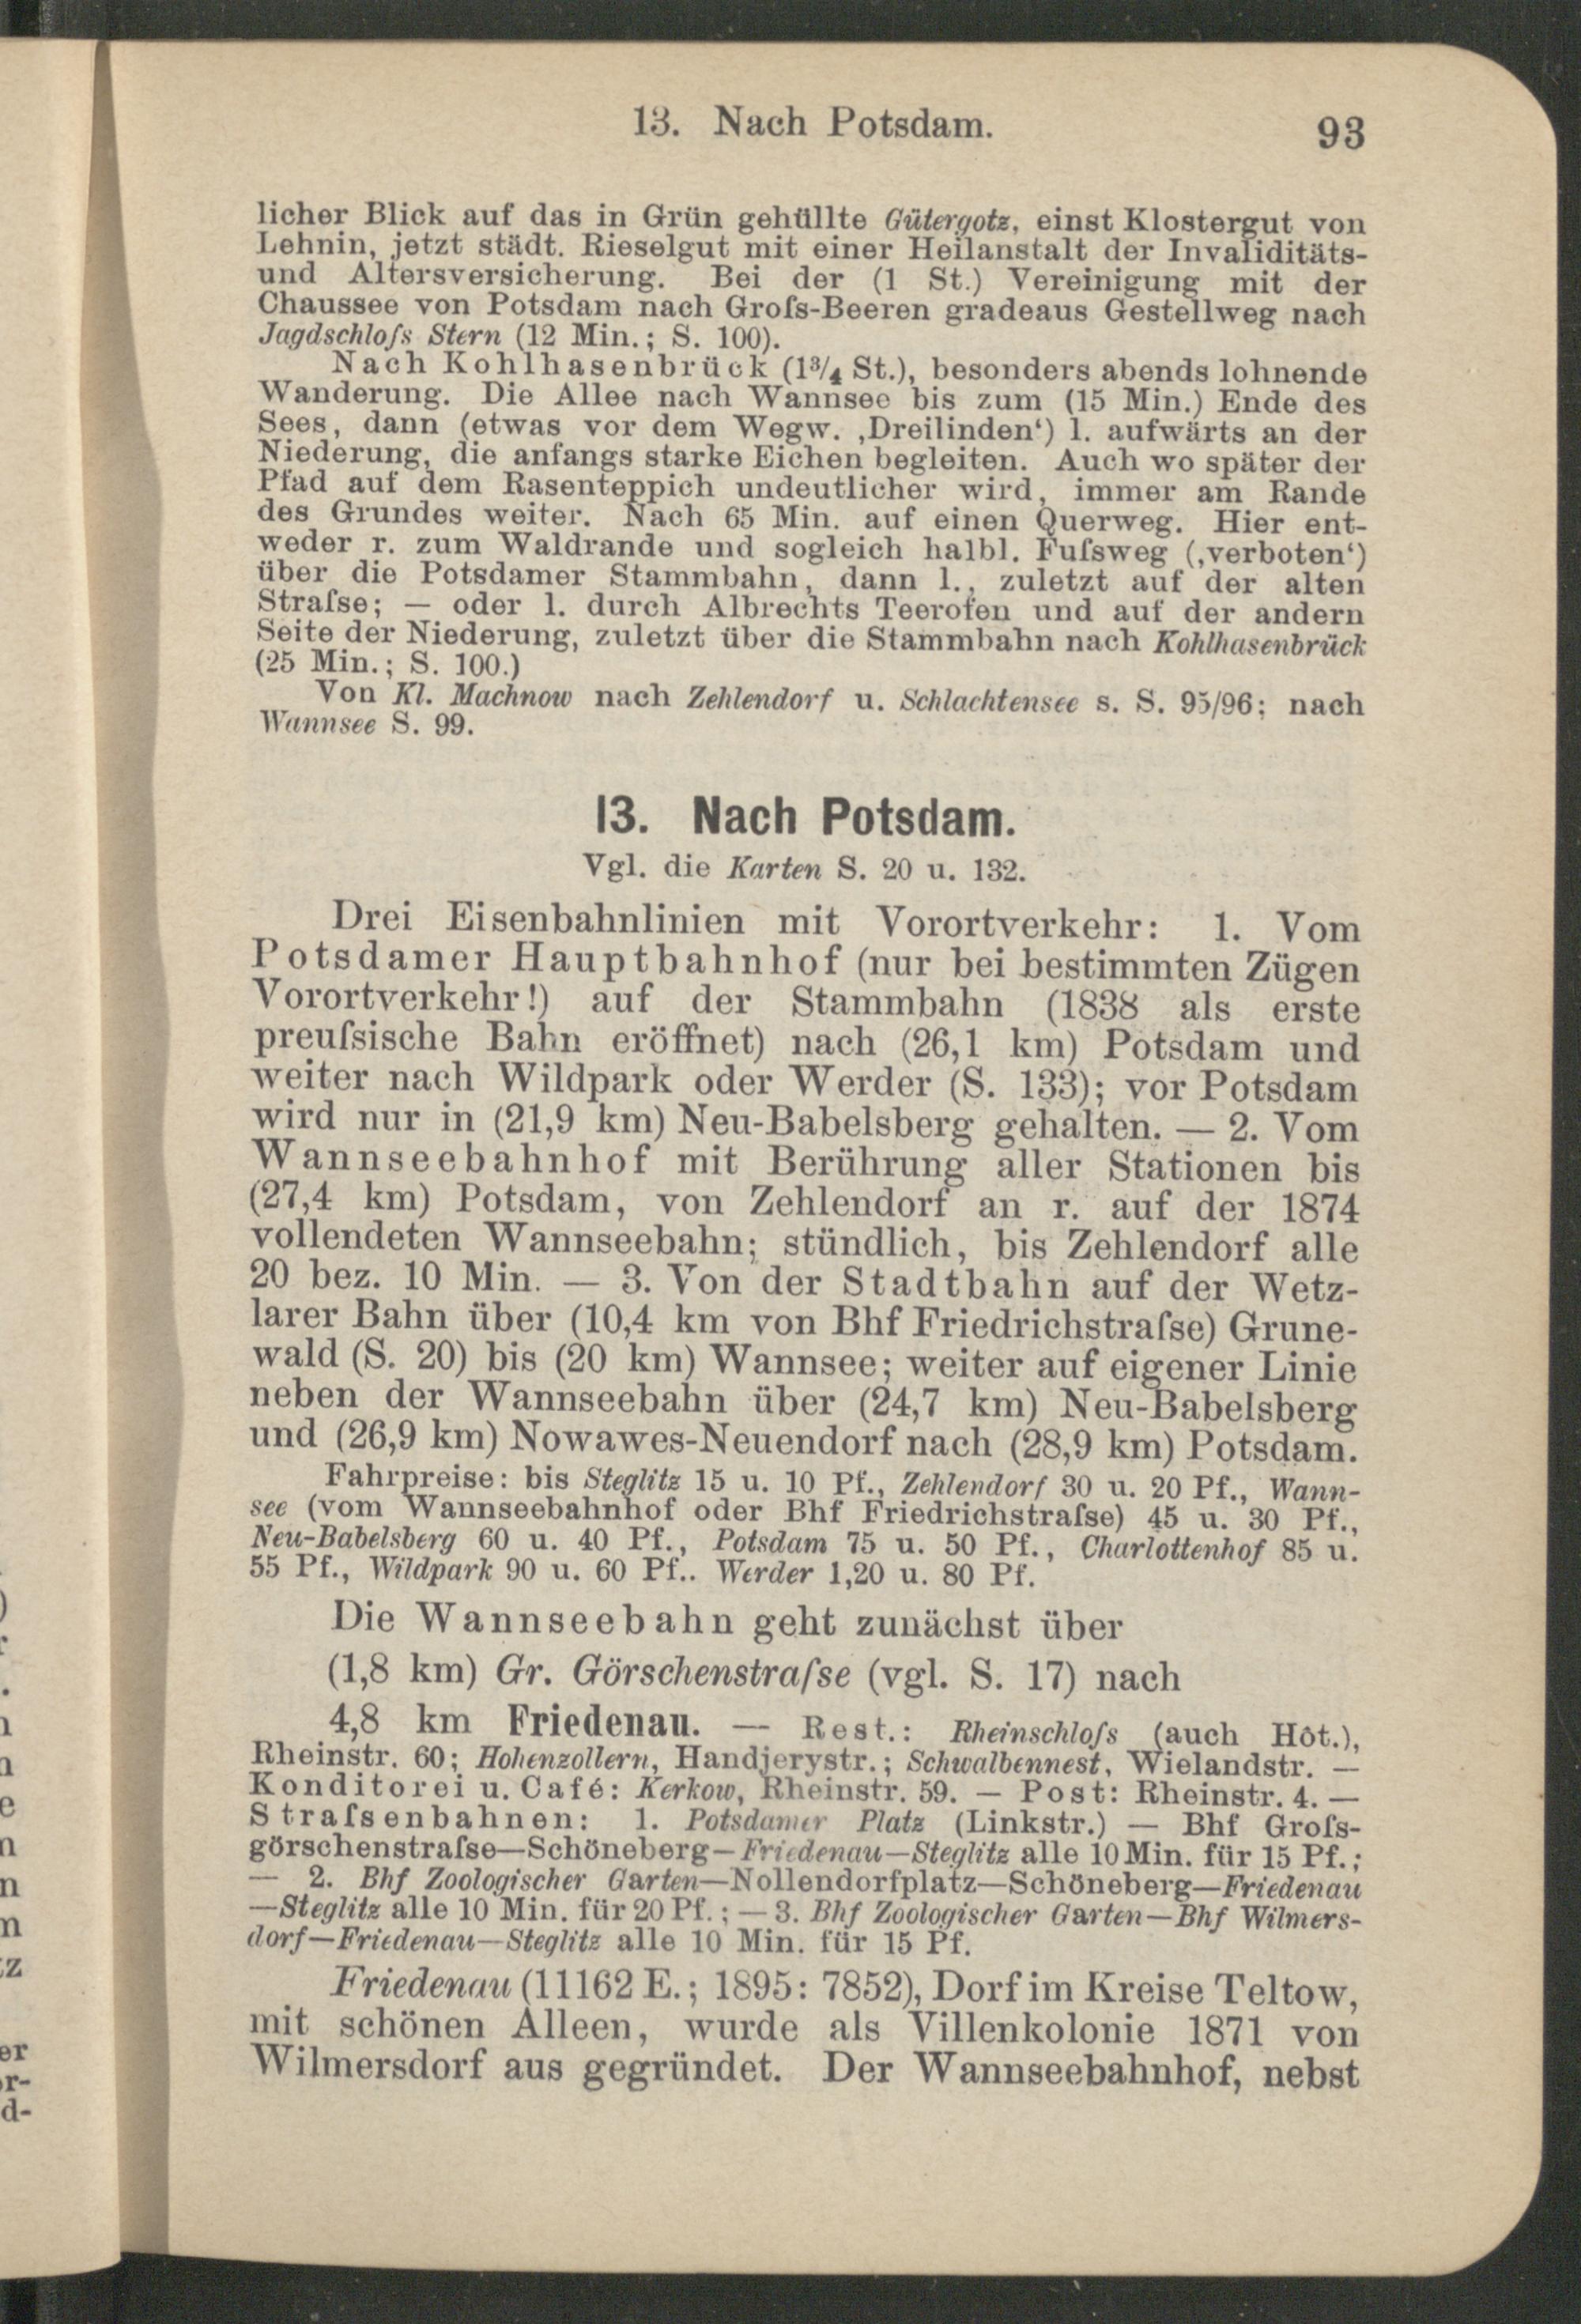 13. Nach Potsdam.
93
licher Blick auf das in Grün gehüllte Gütergotz, einst Klostergut von
Lehnin, jetzt städt. Rieselgut mit einer Heilanstalt der Invaliditäts-
und Altersversicherung. Bei der (1 St.) Vereinigung mit der
Chaussee von Potsdam nach Groſs-Beeren gradeaus Gestellweg nach
Jagdschloſs Stern (12 Min.; S. 100).
Nach Kohlhasenbrück (1¾ St.), besonders abends lohnende
Wanderung. Die Allee nach Wannsee bis zum (15 Min.) Ende des
Sees, dann (etwas vor dem Wegw. ‚Dreilinden‘) l. aufwärts an der
Niederung, die anfangs starke Eichen begleiten. Auch wo später der
Pfad auf dem Rasenteppich undeutlicher wird, immer am Rande
des Grundes weiter. Nach 65 Min. auf einen Querweg. Hier ent-
weder r. zum Waldrande und sogleich halbl. Fuſsweg (‚verboten‘)
über die Potsdamer Stammbahn, dann l., zuletzt auf der alten
Straſse; — oder l. durch Albrechts Teerofen und auf der andern
Seite der Niederung, zuletzt über die Stammbahn nach Kohlhasenbrück
(25 Min.; S. 100.)
Von Kl. Machnow nach Zehlendorf u. Schlachtensee s. S. 95/96; nach
Wannsee S. 99.
13. Nach Potsdam.
Vgl. die Karten S. 20 u. 132.
Drei Eisenbahnlinien mit Vorortverkehr: 1. Vom
Potsdamer Hauptbahnhof (nur bei bestimmten Zügen
Vorortverkehr!) auf der Stammbahn (1838 als erste
preuſsische Bahn eröffnet) nach (26,1 km) Potsdam und
weiter nach Wildpark oder Werder (S. 133); vor Potsdam
wird nur in (21,9 km) Neu-Babelsberg gehalten. — 2. Vom
Wannseebahnhof mit Berührung aller Stationen bis
(27,4 km) Potsdam, von Zehlendorf an r. auf der 1874
vollendeten Wannseebahn; stündlich, bis Zehlendorf alle
20 bez. 10 Min. — 3. Von der Stadtbahn auf der Wetz-
larer Bahn über (10,4 km von Bhf Friedrichstraſse) Grune-
wald (S. 20) bis (20 km) Wannsee; weiter auf eigener Linie
neben der Wannseebahn über (24,7 km) Neu-Babelsberg
und (26,9 km) Nowawes-Neuendorf nach (28,9 km) Potsdam.
Fahrpreise: bis Steglitz 15 u. 10 Pf., Zehlendorf 30 u. 20 Pf., Wann-
see (vom Wannseebahnhof oder Bhf Friedrichstraſse) 45 u. 30 Pf.,
Neu-Babelsberg 60 u. 40 Pf., Potsdam 75 u. 50 Pf., Charlottenhof 85 u.
55 Pf., Wildpark 90 u. 60 Pf.. Werder 1,20 u. 80 Pf.
Die Wannseebahn geht zunächst über
(1,8 km) Gr. Görschenstraſse (vgl. S. 17) nach
4,8 km Friedenau. — Rest.: Rheinschloſs (auch Hôt.),
Rheinstr. 60; Hohenzollern, Handjerystr.; Schwalbennest, Wielandstr. —
Konditorei u. Café: Kerkow, Rheinstr. 59. — Post: Rheinstr. 4. —
Straſsenbahnen: 1. Potsdamer Platz (Linkstr.) — Bhf Groſs-
görschenstraſse—Schöneberg—Friedenau—Steglitz alle 10 Min. für 15 Pf.;
— 2. Bhf Zoologischer Garten—Nollendorfplatz—Schöneberg—Friedenau
—Steglitz alle 10 Min. für 20 Pf.; — 3. Bhf Zoologischer Garten—Bhf Wilmers-
dorf—Friedenau—Steglitz alle 10 Min. für 15 Pf.
Friedenau (11162 E.; 1895: 7852), Dorf im Kreise Teltow,
mit schönen Alleen, wurde als Villenkolonie 1871 von
Wilmersdorf aus gegründet. Der Wannseebahnhof, nebst